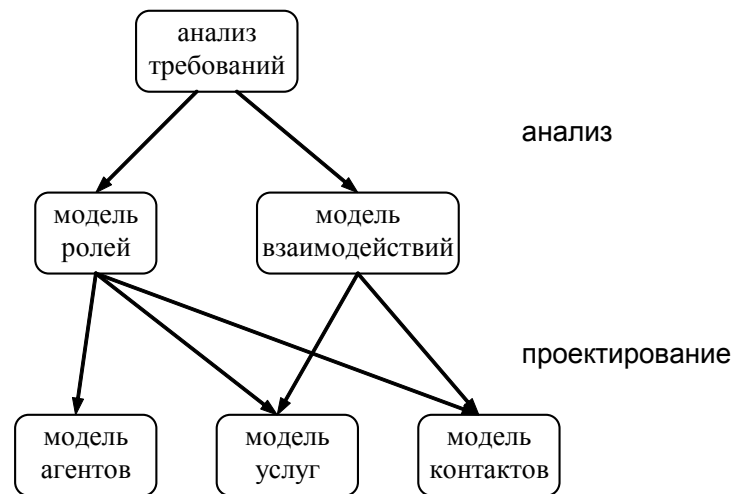 анализ
требований
анализ
модель
ролей
модель
взаимодействий
проектирование
модель
агентов
модель
услуг
модель
контактов